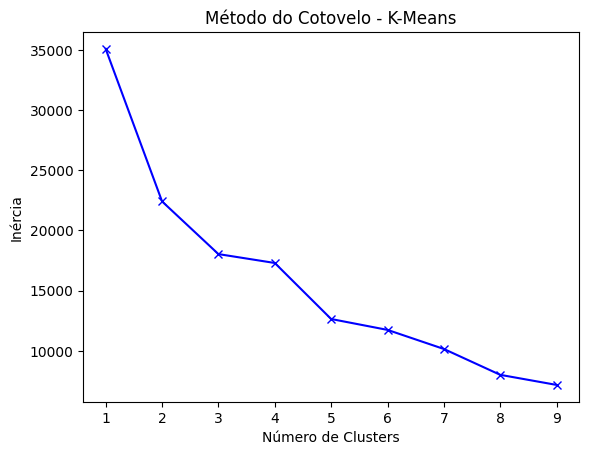 Método do Cotovelo - K-Means
35000
30000
25000
20000
15000
10000
Inércia
1 2 3 4 5 6 7 8 9
Número de Clusters